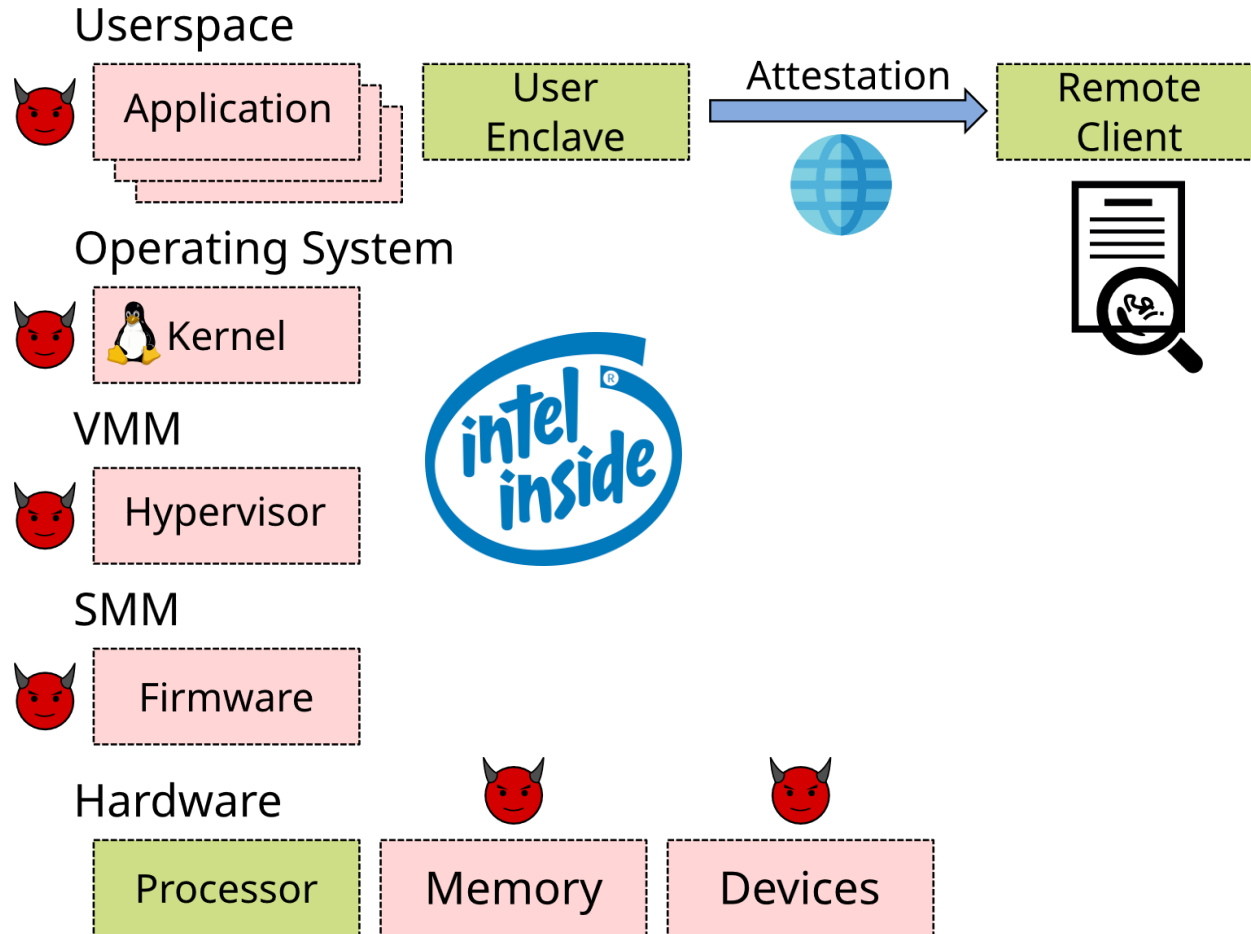 Userspace
Application
User
Enclave
Attestation
Remote
Client
Operating System
Kernel
intel
®
inside
VMM
Hypervisor
SMM
Firmware
Hardware
Processor
Memory
Devices